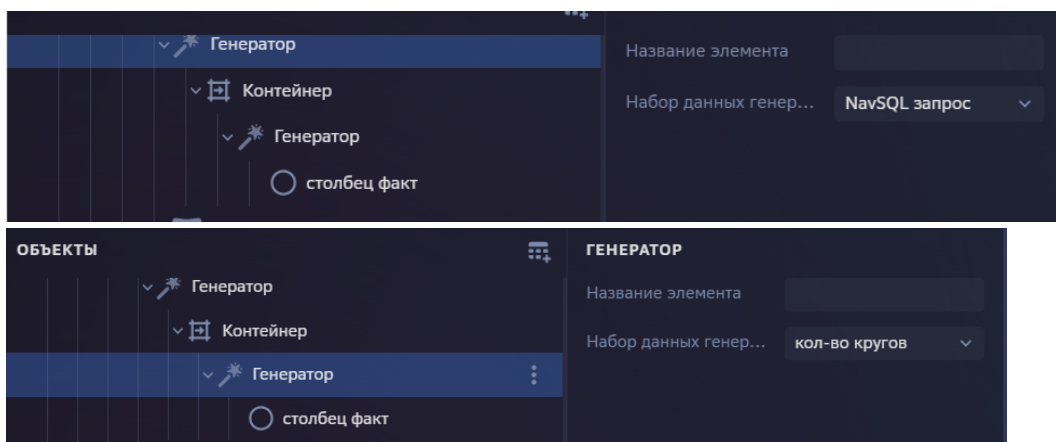 Генератор
Название элемента
Контейнер
Набор данных генер... NavSQL запрос
Генератор
столбец факт
ОБЪЕКТЫ
ГЕНЕРАТОР
Генератор
Название элемента
Контейнер
Набор данных генер... кол-во кругов
Генератор
столбец факт